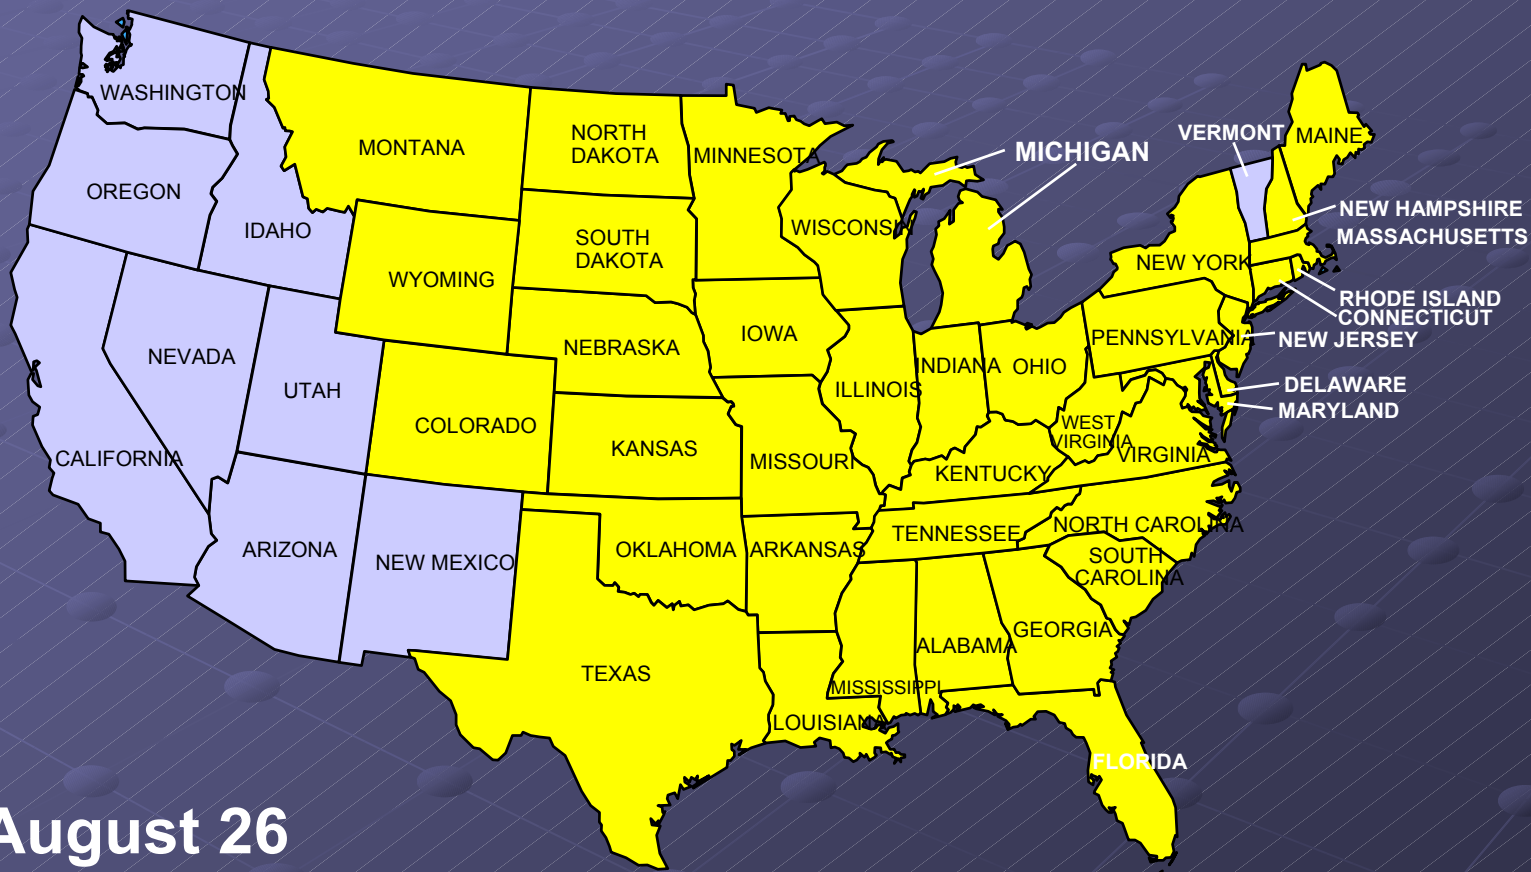 WASHINGTON
MONTANA
NORTH
DAKOTA
MINNESOTA
MICHIGAN
VERMONT
MAINE
OREGON
IDAHO
WYOMING
SOUTH
DAKOTA
WISCONSIN
NEW YORK
NEW HAMPSHIRE
MASSACHUSETTS
RHODE ISLAND
CONNECTICUT
NEW JERSEY
DELAWARE
MARYLAND
NEVADA
UTAH
COLORADO
NEBRASKA
IOWA
ILLINOIS
INDIANA
OHIO
PENNSYLVANIA
CALIFORNIA
KANSAS
MISSOURI
KENTUCKY
WEST
VIRGINIA
VIRGINIA
ARIZONA
NEW MEXICO
OKLAHOMA
ARKANSAS
TENNESSEE
NORTH CAROLINA
SOUTH
CAROLINA
TEXAS
LOUISIANA
MISSISSIPPI
ALABAMA
GEORGIA
FLORIDA
August 26